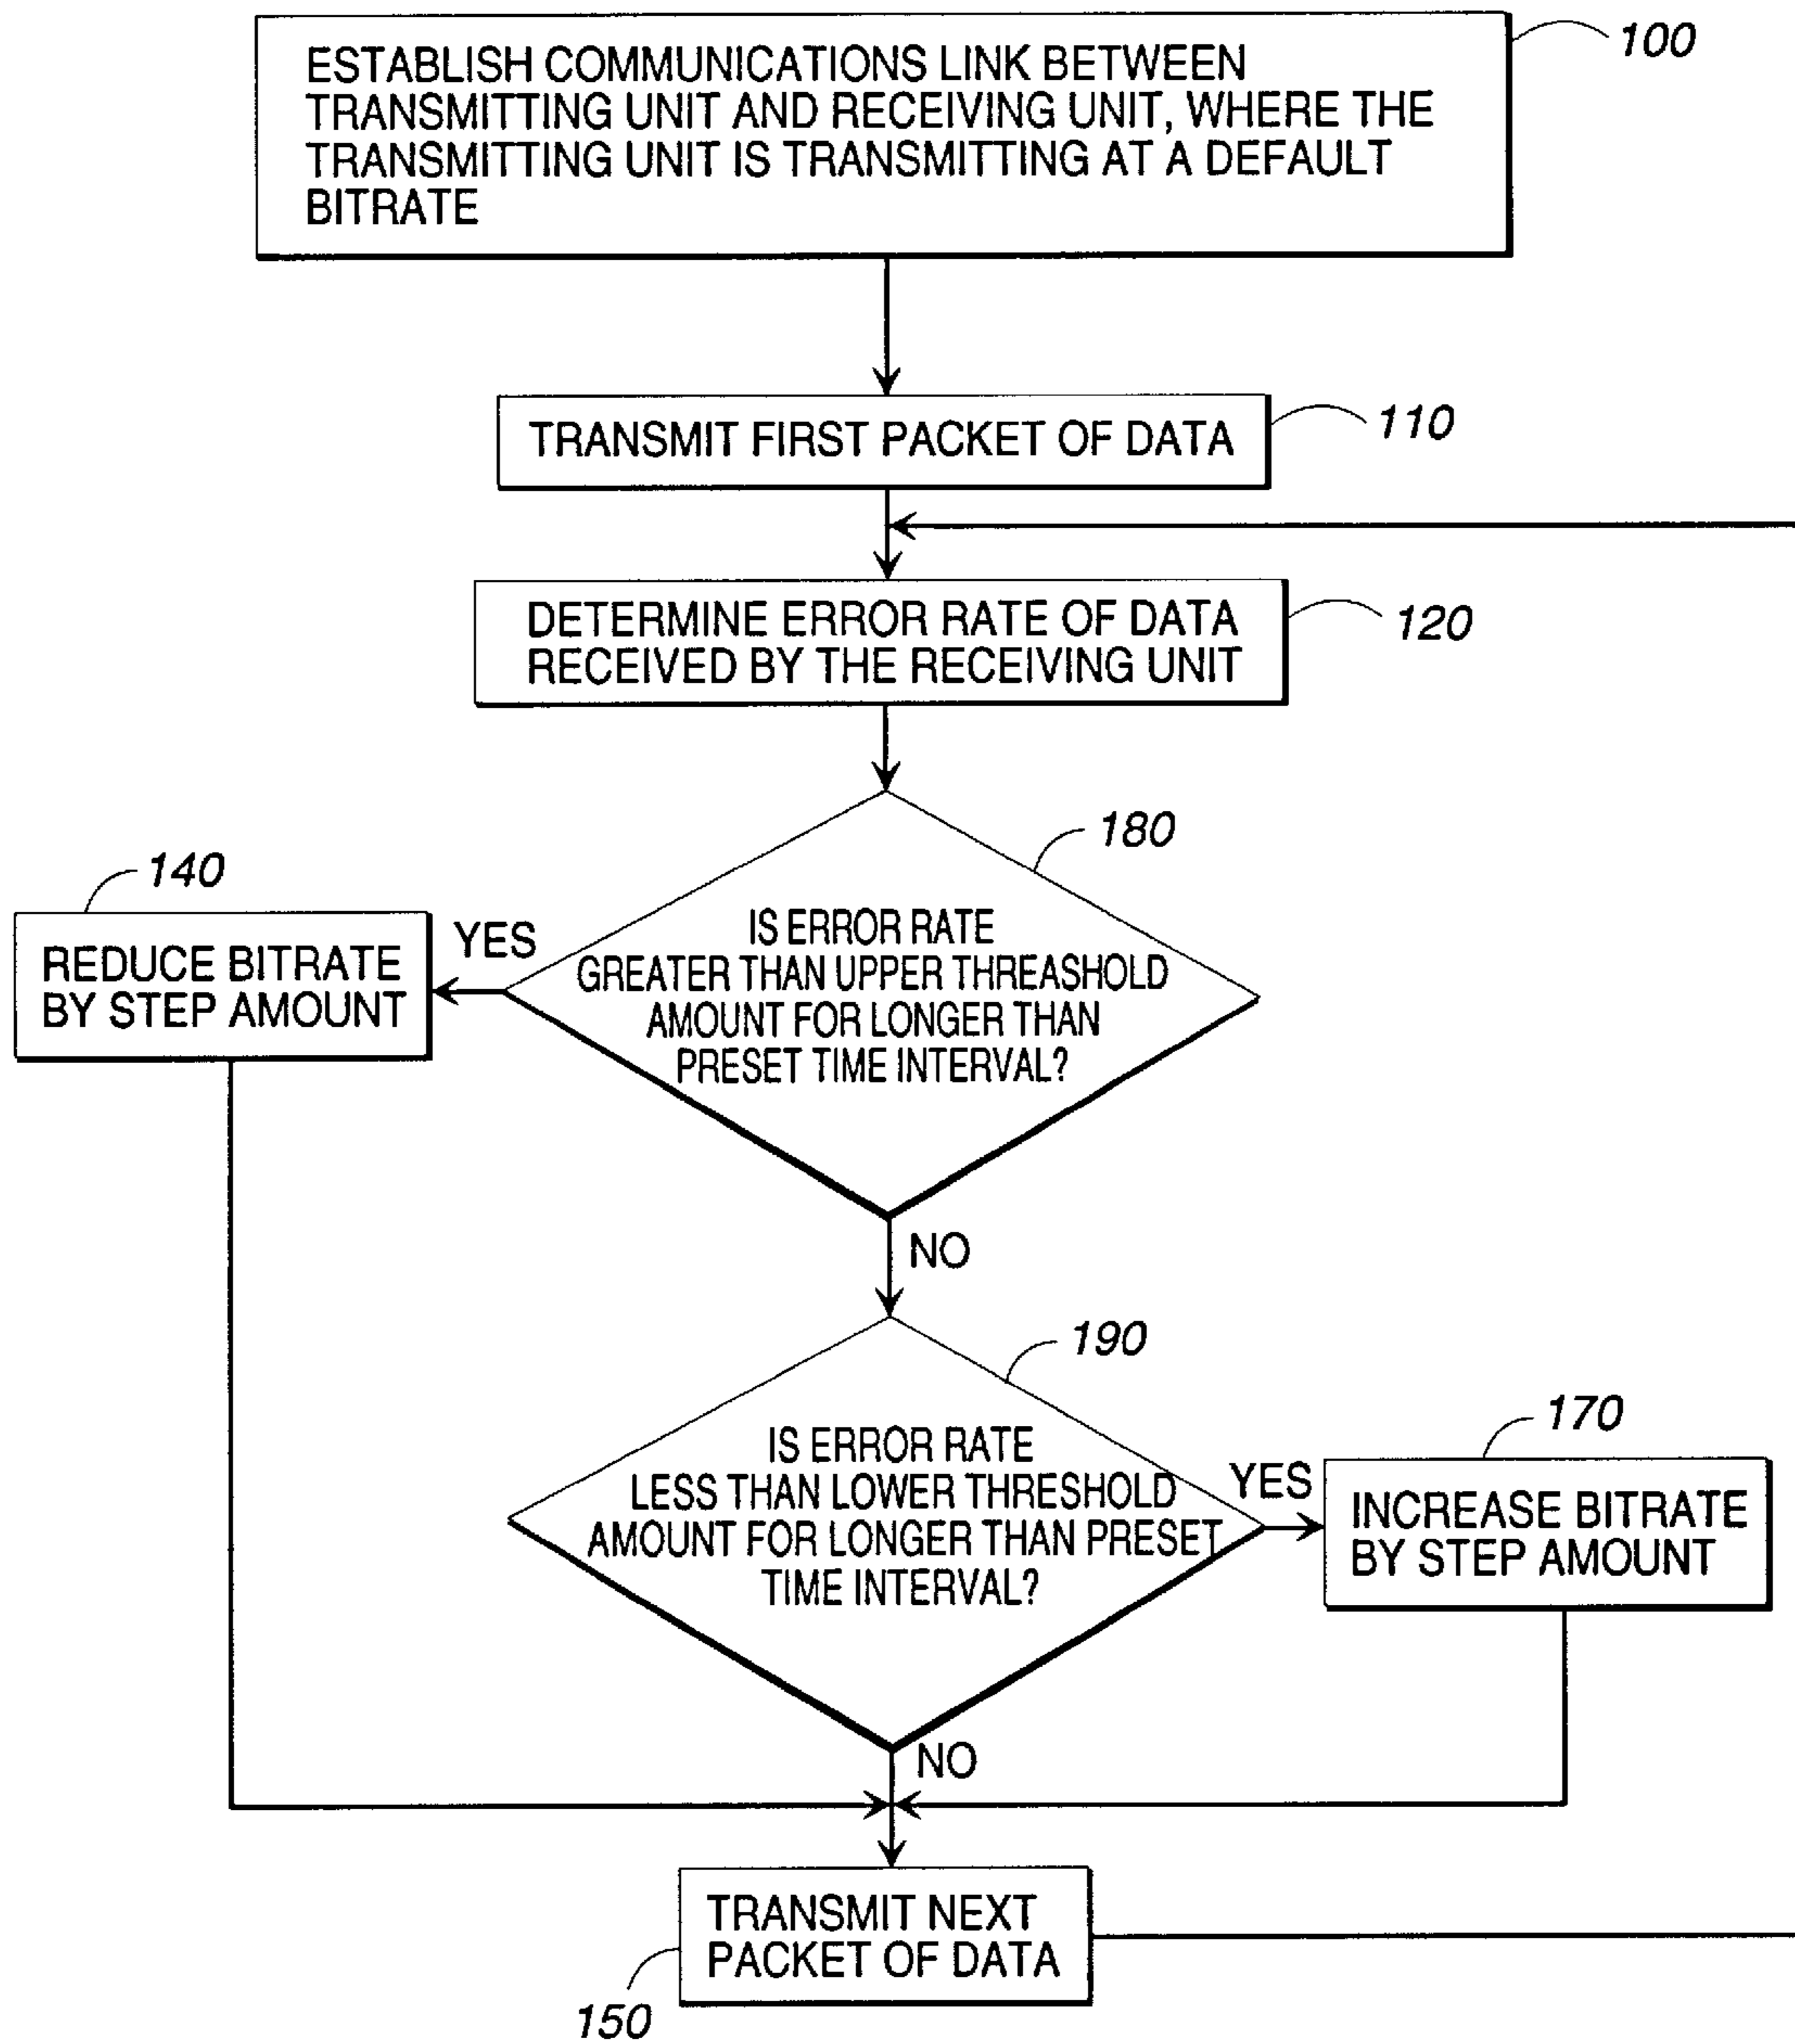 ESTABLISH COMMUNICATIONS LINK BETWEEN
TRANSMITTING UNIT AND RECEIVING UNIT, WHERE THE
TRANSMITTING UNIT IS TRANSMITTING AT A DEFAULT
BITRATE
100
TRANSMIT FIRST PACKET OF DATA
110
DETERMINE ERROR RATE OF DATA
RECEIVED BY THE RECEIVING UNIT
120
180
IS ERROR RATE
GREATER THAN UPPER THREASHOLD
AMOUNT FOR LONGER THAN
PRESET TIME INTERVAL?
YES
140
REDUCE BITRATE
BY STEP AMOUNT
NO
190
IS ERROR RATE
LESS THAN LOWER THRESHOLD
AMOUNT FOR LONGER THAN PRESET
TIME INTERVAL?
YES
170
INCREASE BITRATE
BY STEP AMOUNT
NO
TRANSMIT NEXT
PACKET OF DATA
150